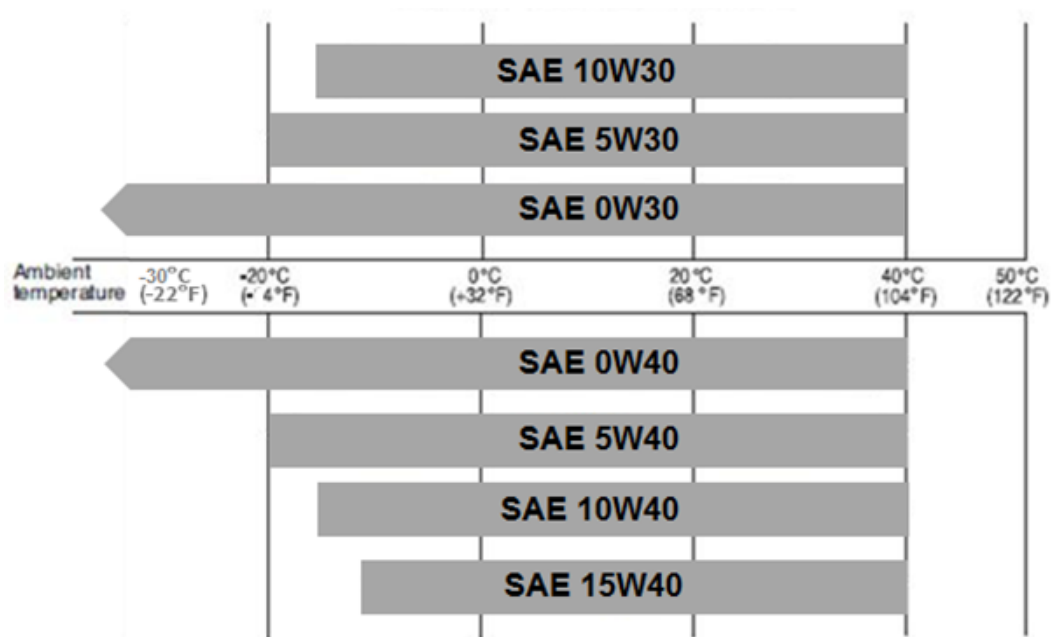 SAE 10W30
SAE 5W30
SAE 0W30
Ambient temperature
-30°C -20°C 0°C 20°C 40°C 50°C
(-22°F) (+32°F) (68°F) (104°F) (122°F)
SAE 0W40
SAE 5W40
SAE 10W40
SAE 15W40